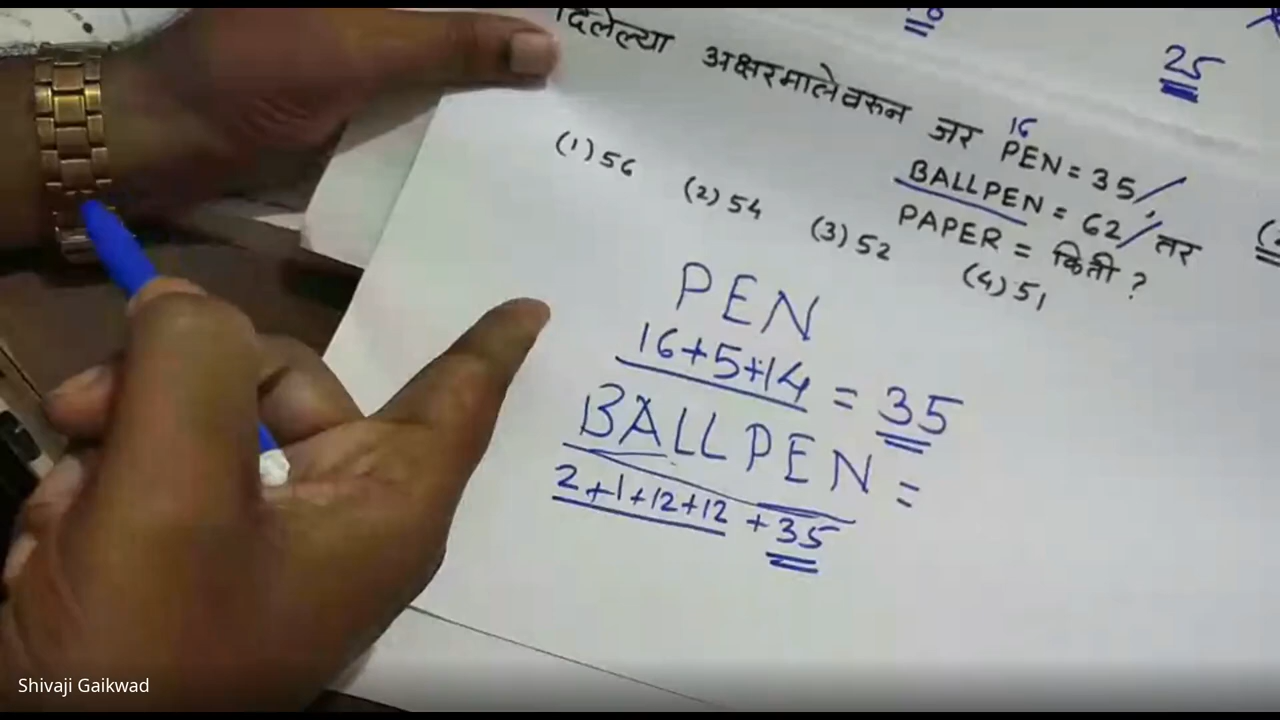 25
दिलेल्या अक्षरमालेवरून जर PEN = 35,
16
BALLPEN = 62, तर
PAPER = किती ?
(1) 56 (2) 54 (3) 52 (4) 51
PEN
16+5+14 = 35
BALLPEN =
2+1+12+12 + 35
Shivaji Gaikwad